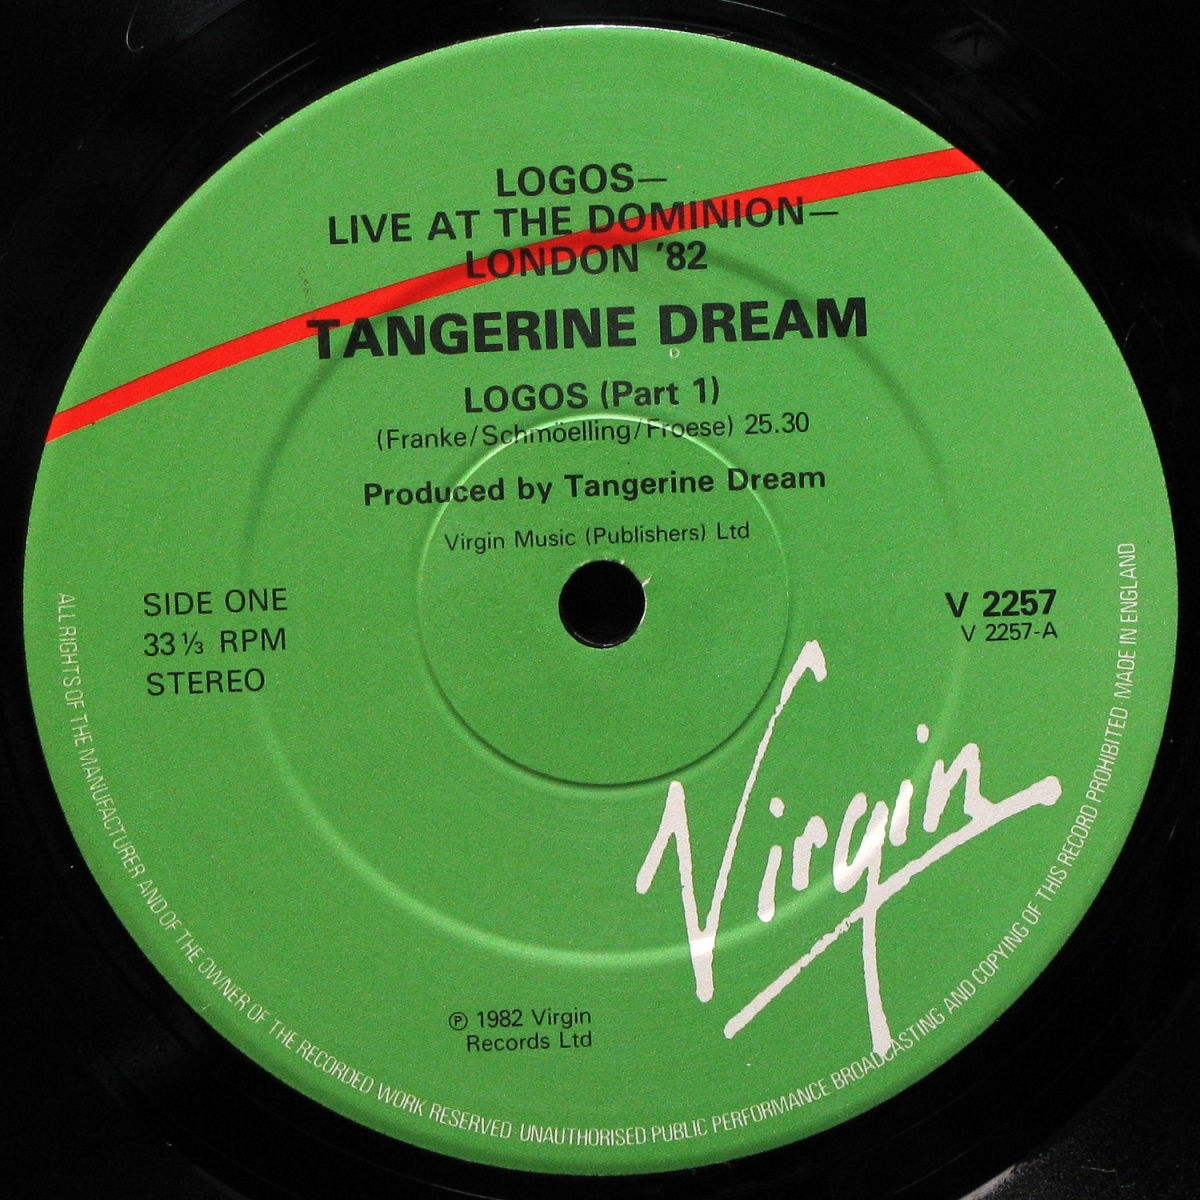 LOGOS—
LIVE AT THE DOMINION—
LONDON '82
TANGERINE DREAM
LOGOS (Part 1)
(Franke/Schmöelling/Froese) 25.30
Produced by Tangerine Dream
Virgin Music (Publishers) Ltd
SIDE ONE
33⅓ RPM
STEREO
V 2257
V 2257-A
Virgin
℗ 1982 Virgin
Records Ltd
ALL RIGHTS OF THE MANUFACTURER AND OF THE OWNER OF THE RECORDED WORK RESERVED · UNAUTHORISED PUBLIC PERFORMANCE BROADCASTING AND COPYING OF THIS RECORD PROHIBITED · MADE IN ENGLAND